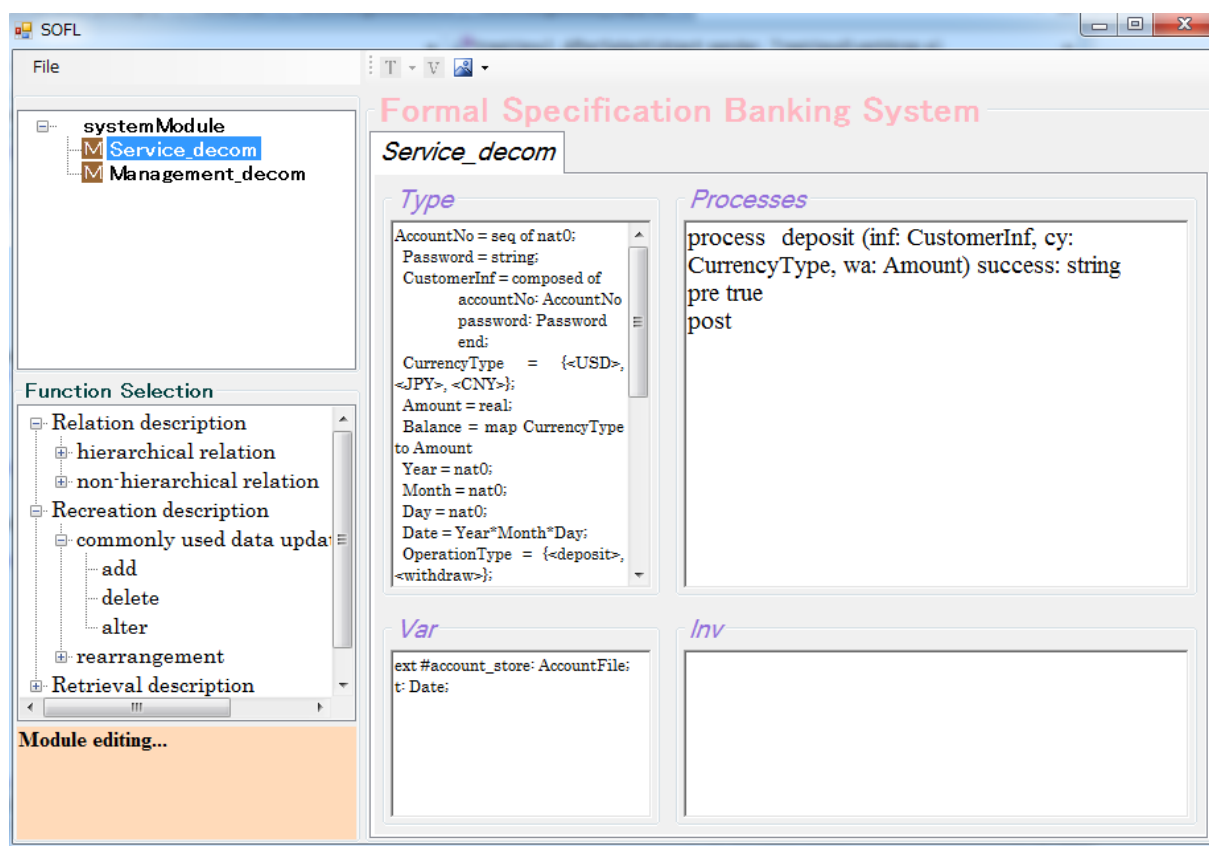 SOFL
File
T V
Formal Specification Banking System
systemModule
M Service_decom
M Management_decom
Service_decom
Type
AccountNo = seq of nat0;
Password = string;
CustomerInf = composed of
accountNo: AccountNo
password: Password
end;
CurrencyType = {<USD>,
<JPY>, <CNY>};
Amount = real;
Balance = map CurrencyType
to Amount
Year = nat0;
Month = nat0;
Day = nat0;
Date = Year*Month*Day;
OperationType = {<deposit>,
<withdraw>};
Processes
process deposit (inf: CustomerInf, cy:
CurrencyType, wa: Amount) success: string
pre true
post
Function Selection
Relation description
hierarchical relation
non-hierarchical relation
Recreation description
commonly used data updat
add
delete
alter
rearrangement
Retrieval description
Var
ext #account_store: AccountFile;
t: Date;
Inv
Module editing...